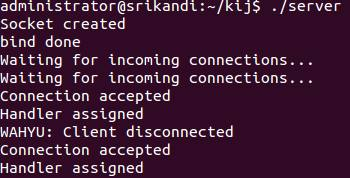 administrator@srikandi:~/kij$ ./server
Socket created
bind done
Waiting for incoming connections...
Waiting for incoming connections...
Connection accepted
Handler assigned
WAHYU: Client disconnected
Connection accepted
Handler assigned